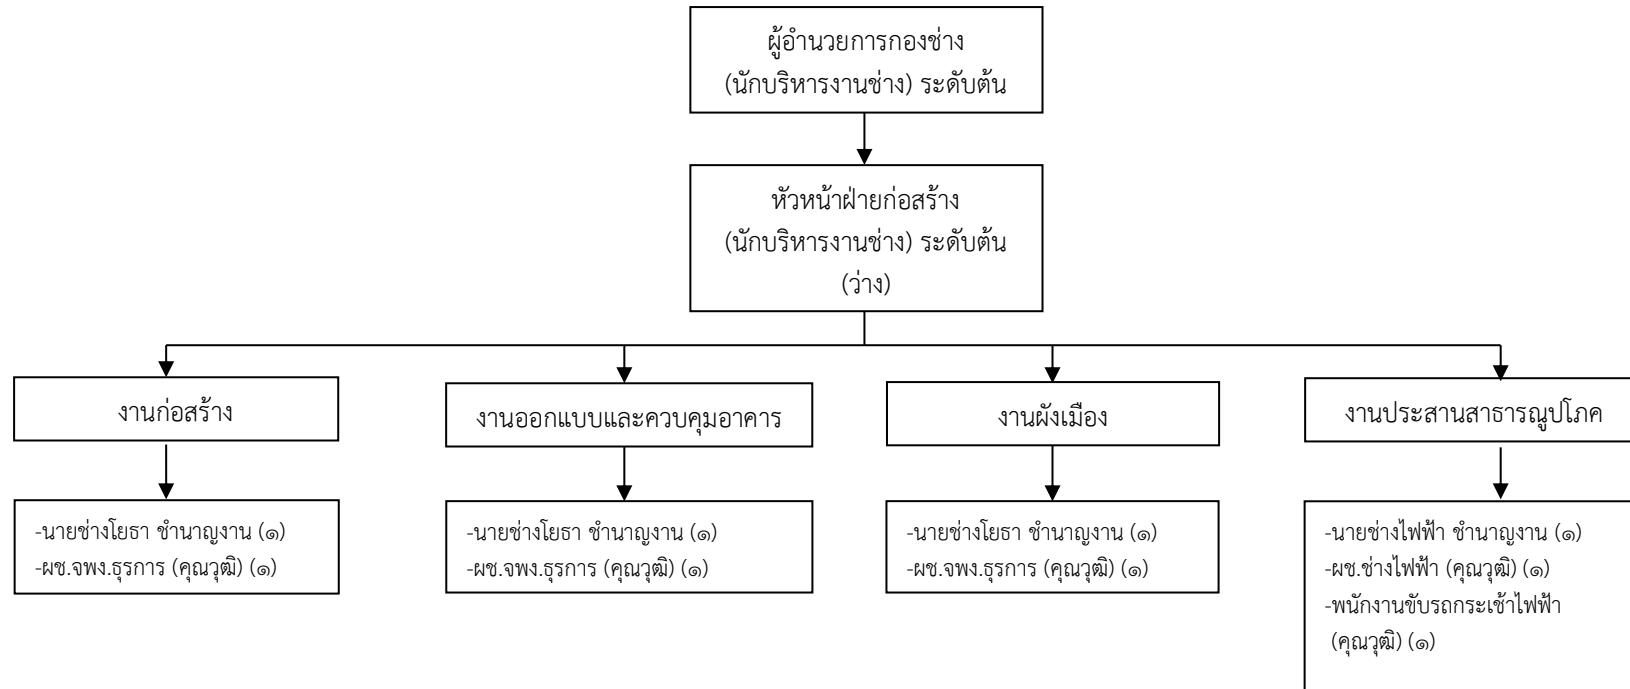 ผู้อำนวยการกองช่าง
(นักบริหารงานช่าง) ระดับต้น
หัวหน้าฝ่ายก่อสร้าง
(นักบริหารงานช่าง) ระดับต้น
(ว่าง)
งานก่อสร้าง
-นายช่างโยธา ชำนาญงาน (๑)
-ผช.จพง.ธุรการ (คุณวุฒิ) (๑)
งานออกแบบและควบคุมอาคาร
-นายช่างโยธา ชำนาญงาน (๑)
-ผช.จพง.ธุรการ (คุณวุฒิ) (๑)
งานผังเมือง
-นายช่างโยธา ชำนาญงาน (๑)
-ผช.จพง.ธุรการ (คุณวุฒิ) (๑)
งานประสานสาธารณูปโภค
-นายช่างไฟฟ้า ชำนาญงาน (๑)
-ผช.ช่างไฟฟ้า (คุณวุฒิ) (๑)
-พนักงานขับรถกระเช้าไฟฟ้า
(คุณวุฒิ) (๑)